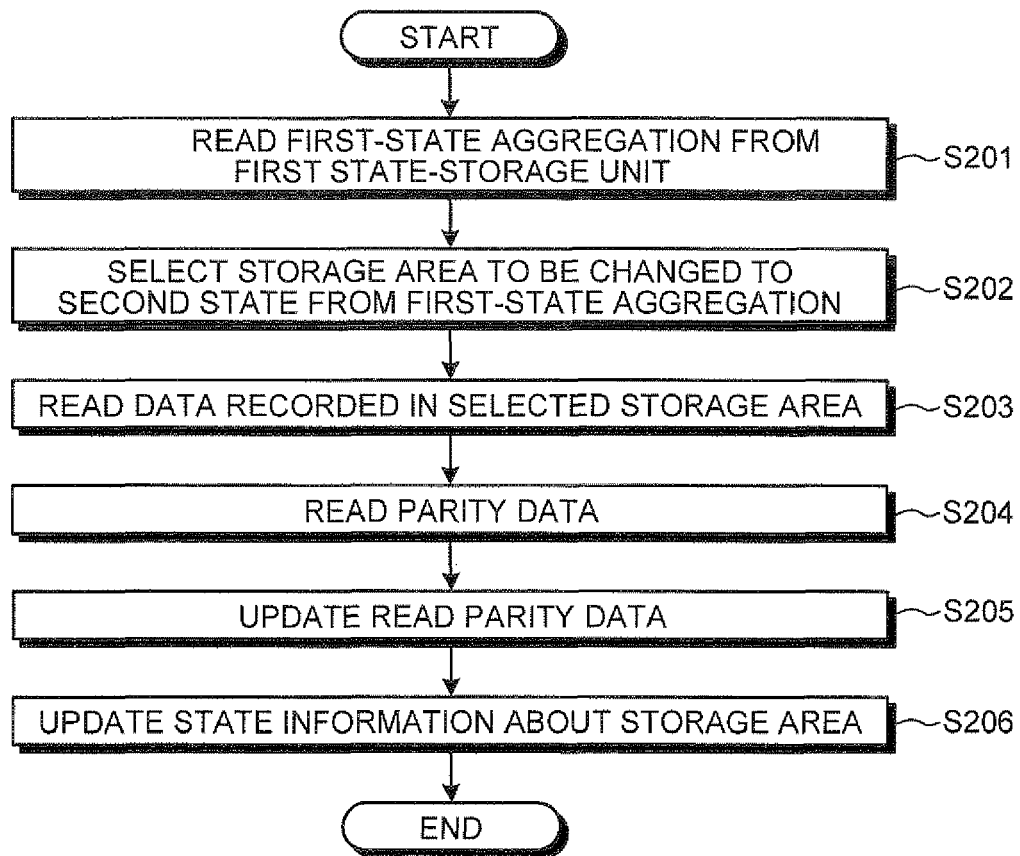 START
READ FIRST-STATE AGGREGATION FROM
FIRST STATE-STORAGE UNIT
S201
SELECT STORAGE AREA TO BE CHANGED TO
SECOND STATE FROM FIRST-STATE AGGREGATION
S202
READ DATA RECORDED IN SELECTED STORAGE AREA
S203
READ PARITY DATA
S204
UPDATE READ PARITY DATA
S205
UPDATE STATE INFORMATION ABOUT STORAGE AREA
S206
END